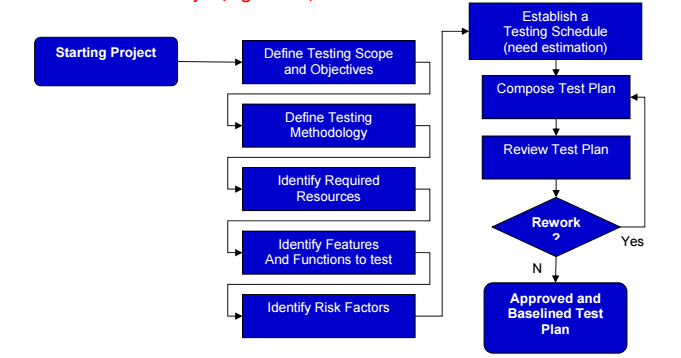 Starting Project
Define Testing Scope
and Objectives
Define Testing
Methodology
Identify Required
Resources
Identify Features
And Functions to test
Identify Risk Factors
Establish a
Testing Schedule
(need estimation)
Compose Test Plan
Review Test Plan
Rework
?
Yes
N
Approved and
Baselined Test
Plan